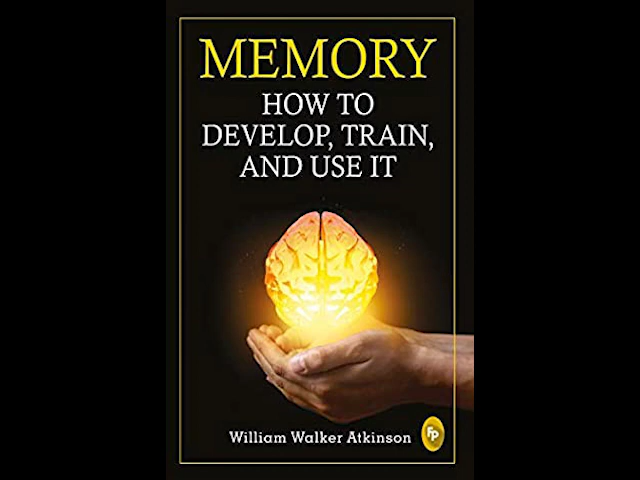 MEMORY
HOW TO
DEVELOP, TRAIN,
AND USE IT
William Walker Atkinson
FP